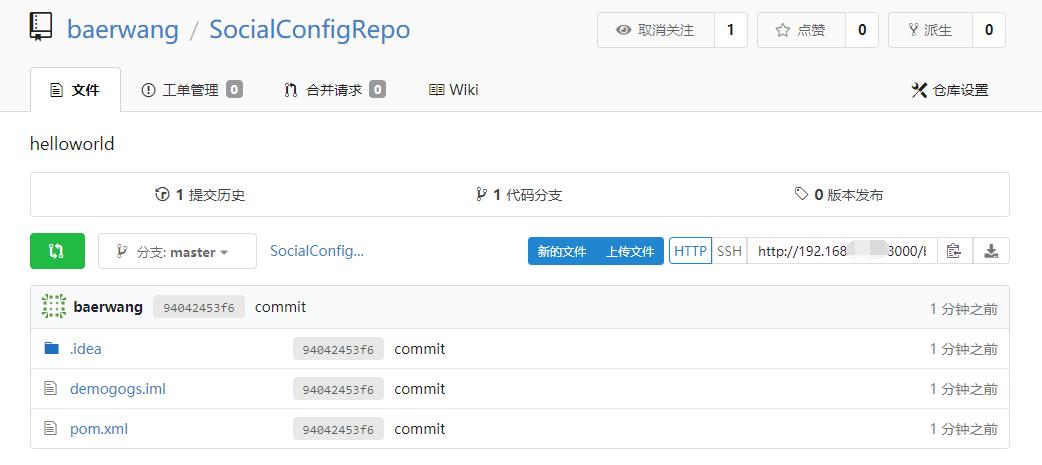 baerwang / SocialConfigRepo 取消关注 1 点赞 0 派生 0
文件 工单管理 0 合并请求 0 Wiki 仓库设置
helloworld
1 提交历史 1 代码分支 0 版本发布
分支: master SocialConfig... 新的文件 上传文件 HTTP SSH http://192.168 3000/b
baerwang 94042453f6 commit 1 分钟之前
.idea 94042453f6 commit 1 分钟之前
demogogs.iml 94042453f6 commit 1 分钟之前
pom.xml 94042453f6 commit 1 分钟之前